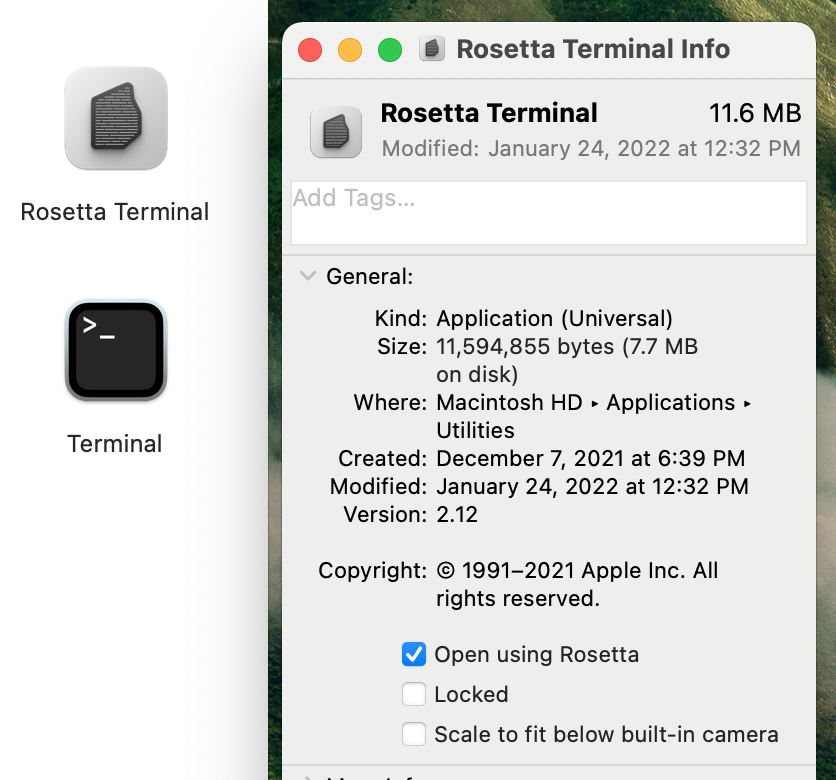 Rosetta Terminal
>_
Terminal
Rosetta Terminal Info
Rosetta Terminal 11.6 MB
Modified: January 24, 2022 at 12:32 PM
Add Tags...
General:
Kind: Application (Universal)
Size: 11,594,855 bytes (7.7 MB
on disk)
Where: Macintosh HD ▸ Applications ▸
Utilities
Created: December 7, 2021 at 6:39 PM
Modified: January 24, 2022 at 12:32 PM
Version: 2.12
Copyright: © 1991–2021 Apple Inc. All
rights reserved.
Open using Rosetta
Locked
Scale to fit below built-in camera